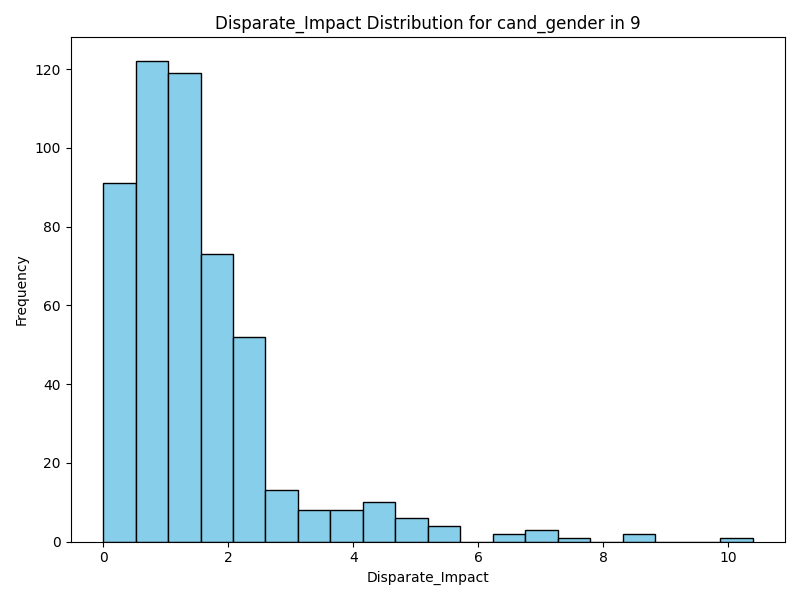 Disparate_Impact Distribution for cand_gender in 9
120
100
80
60
40
20
0
Frequency
0 2 4 6 8 10
Disparate_Impact